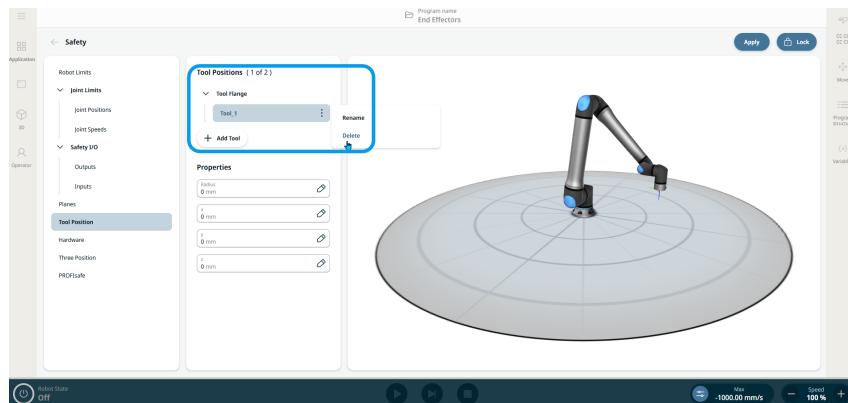 Program name
End Effectors
Application
Safety
Apply
Lock
Robot Limits
Joint Limits
Joint Positions
Joint Speeds
Safety I/O
Outputs
Inputs
Planes
Tool Position
Hardware
Three Position
PROFIsafe
Tool Positions ( 1 of 2 )
Tool Flange
Tool_1
Rename
Delete
+ Add Tool
Properties
Radius
0 mm
0 mm
0 mm
0 mm
3D
Operator
Move
Robot State
Off
Max
-1000.00 mm/s
Speed
− 100 % +